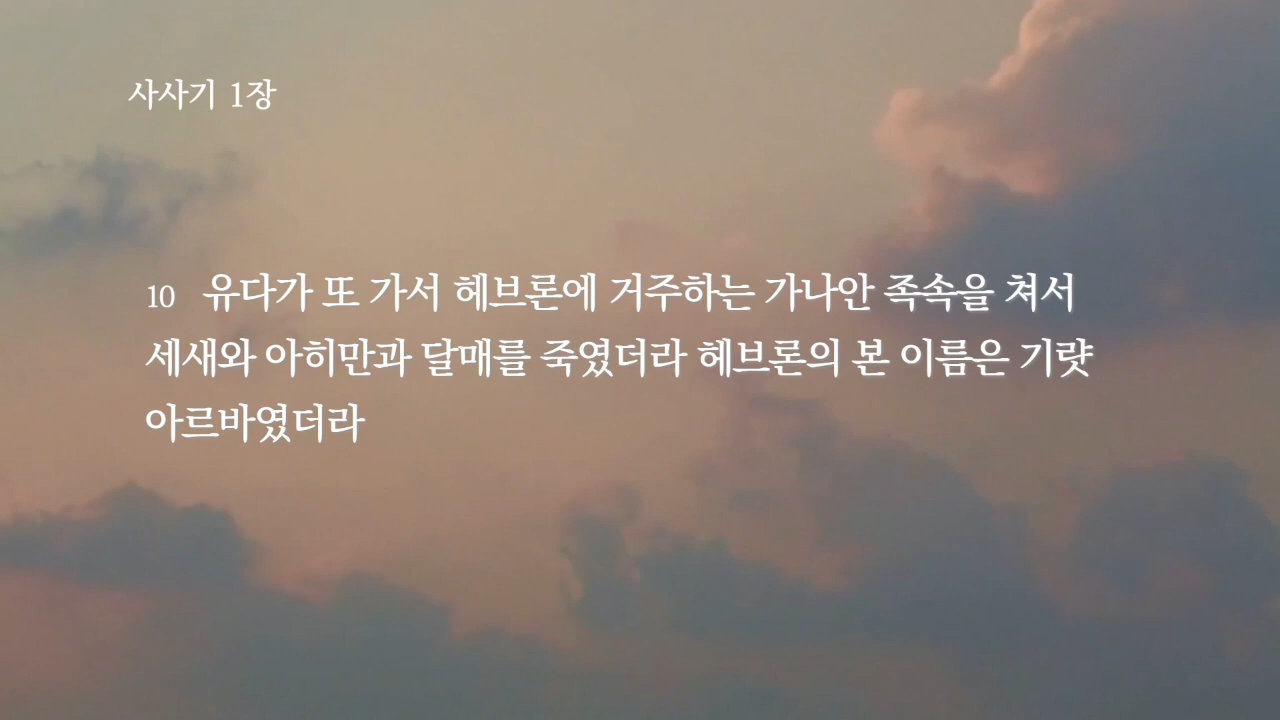 사사기 1장
10 유다가 또 가서 헤브론에 거주하는 가나안 족속을 쳐서
세새와 아히만과 달매를 죽였더라 헤브론의 본 이름은 기럇
아르바였더라